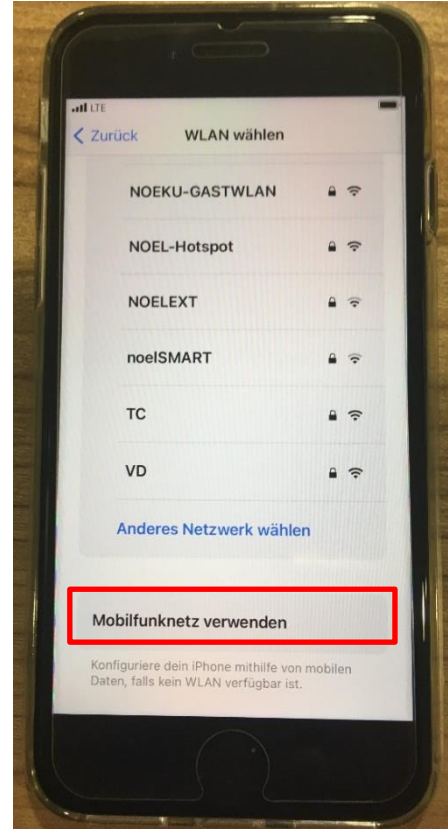 LTE
Zurück WLAN wählen
NOEKU-GASTWLAN
NOEL-Hotspot
NOELEXT
noelSMART
TC
VD
Anderes Netzwerk wählen
Mobilfunknetz verwenden
Konfiguriere dein iPhone mithilfe von mobilen
Daten, falls kein WLAN verfügbar ist.